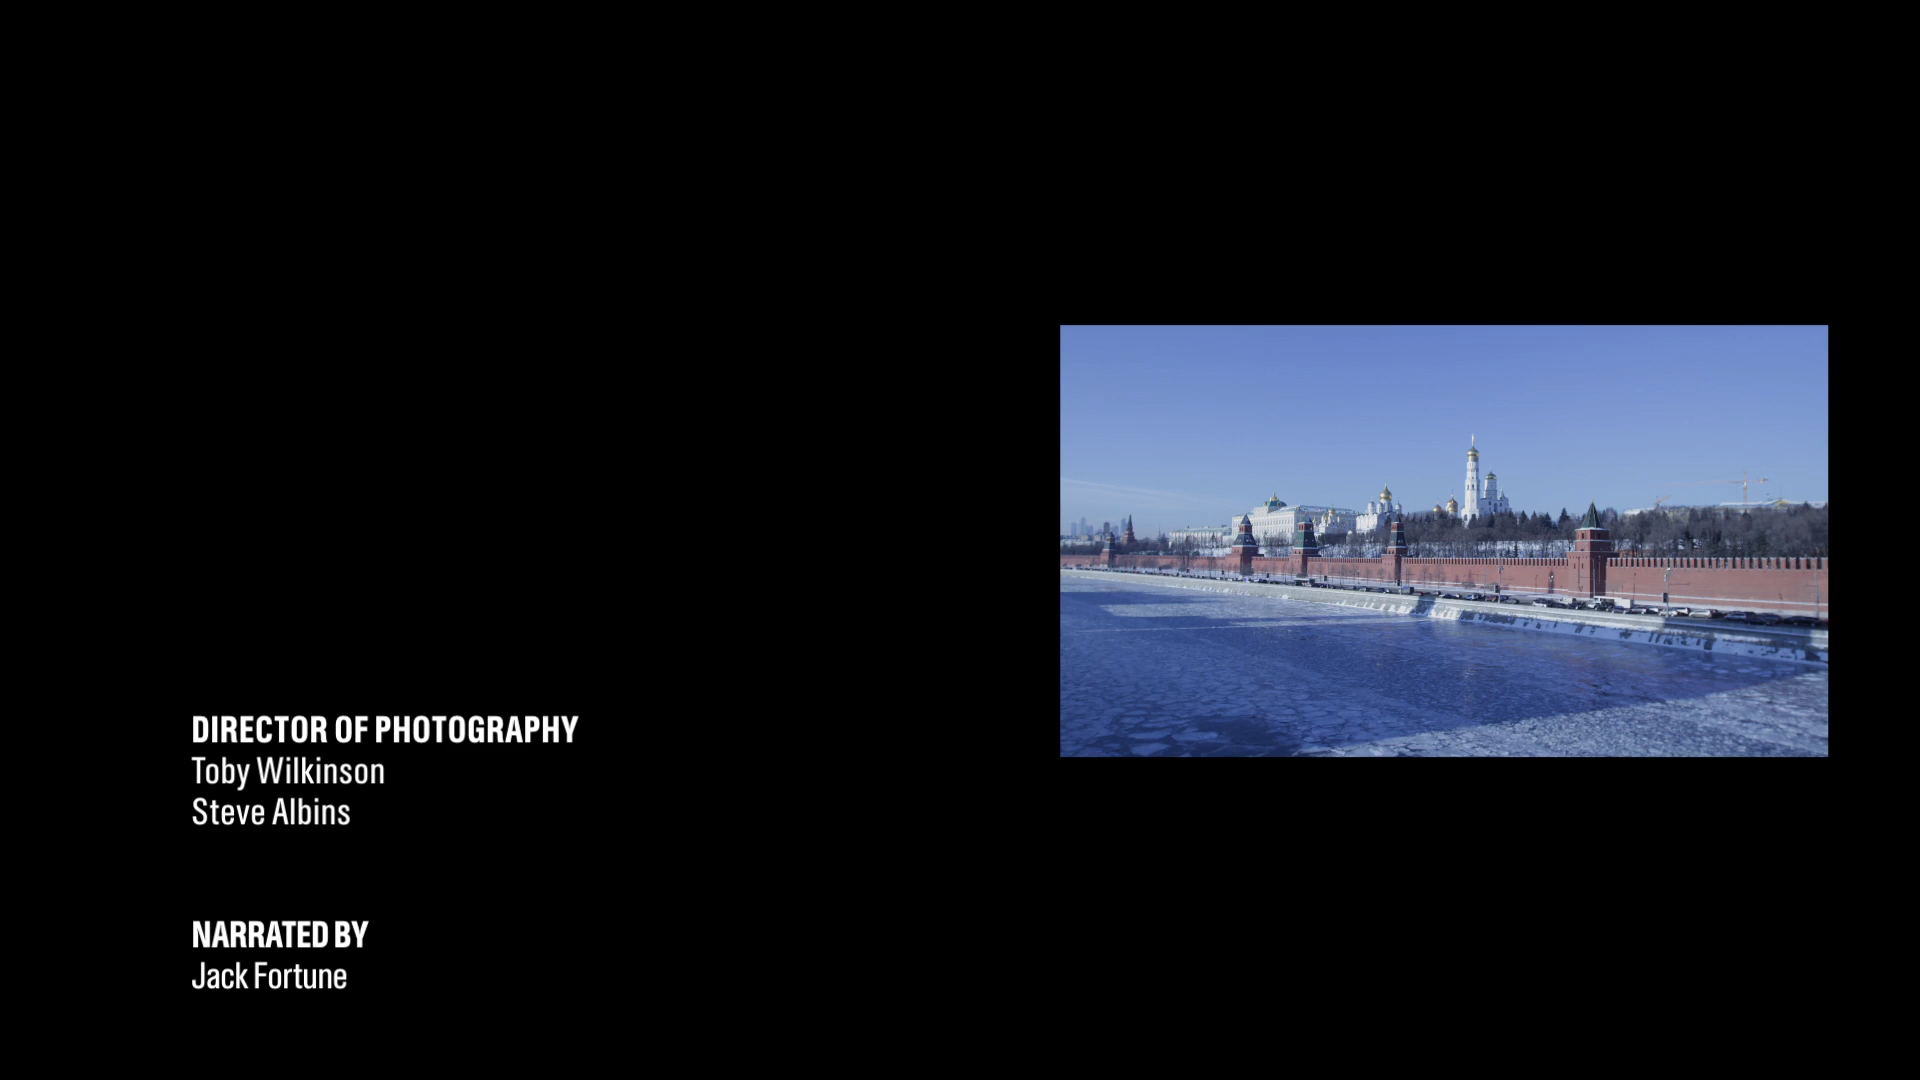 DIRECTOR OF PHOTOGRAPHY
Toby Wilkinson
Steve Albins
NARRATED BY
Jack Fortune